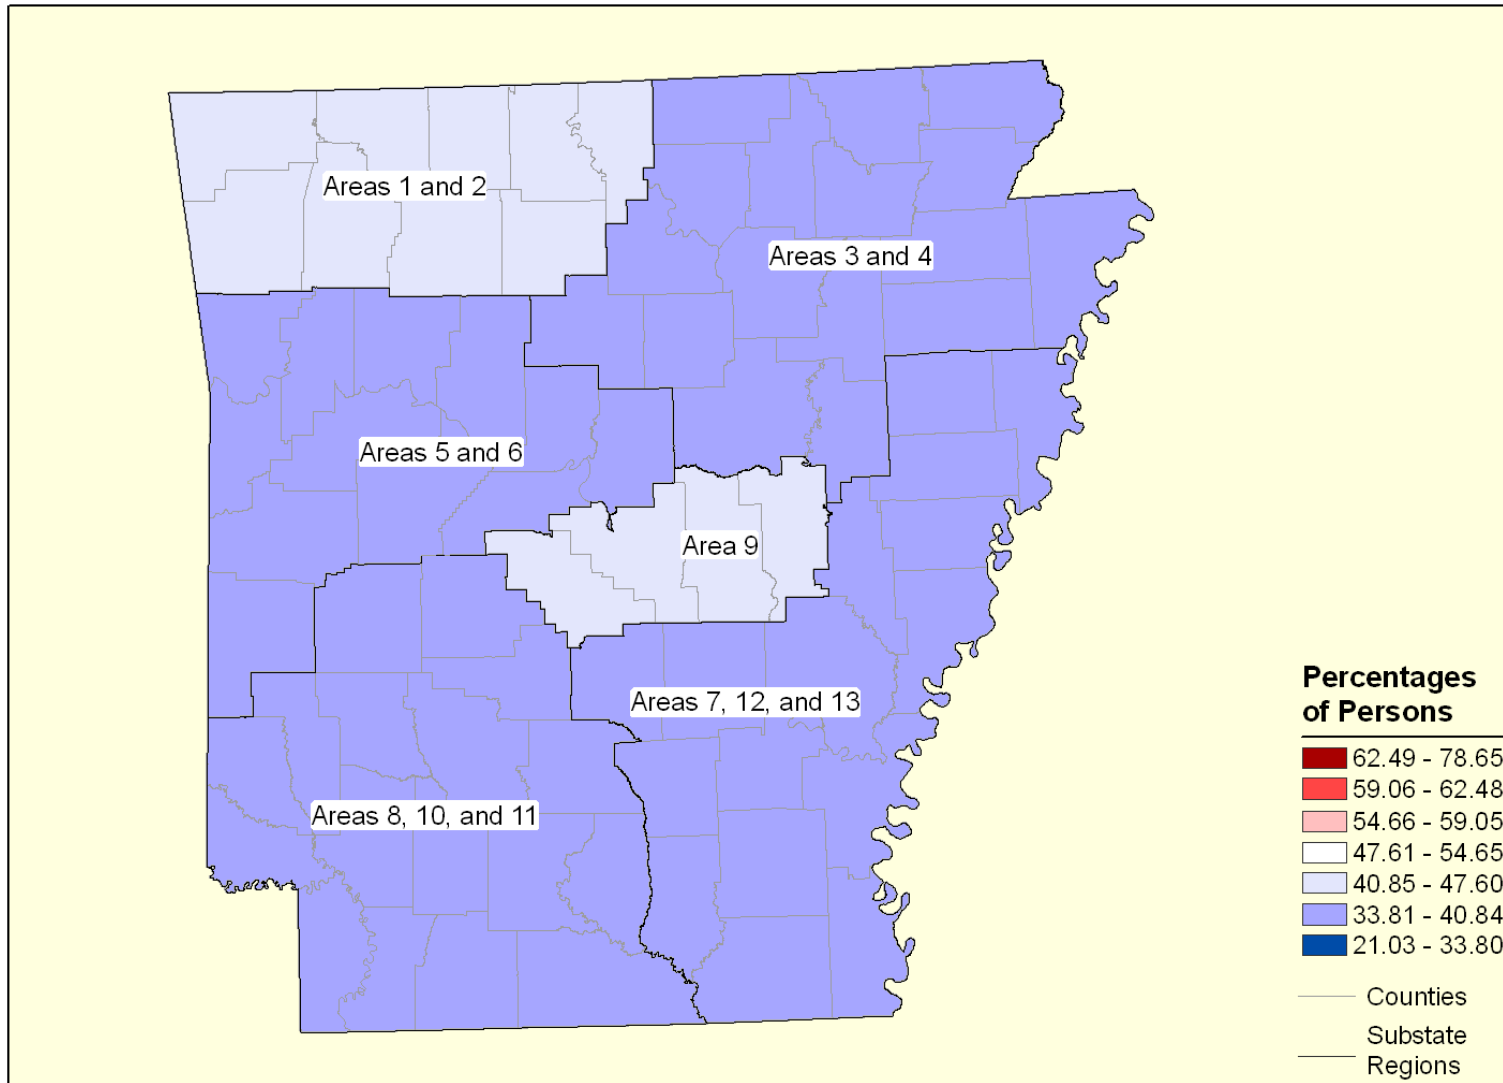 Areas 1 and 2
Areas 3 and 4
Areas 5 and 6
Area 9
Areas 7, 12, and 13
Areas 8, 10, and 11
Percentages
of Persons
62.49 - 78.65
59.06 - 62.48
54.66 - 59.05
47.61 - 54.65
40.85 - 47.60
33.81 - 40.84
21.03 - 33.80
Counties
Substate
Regions